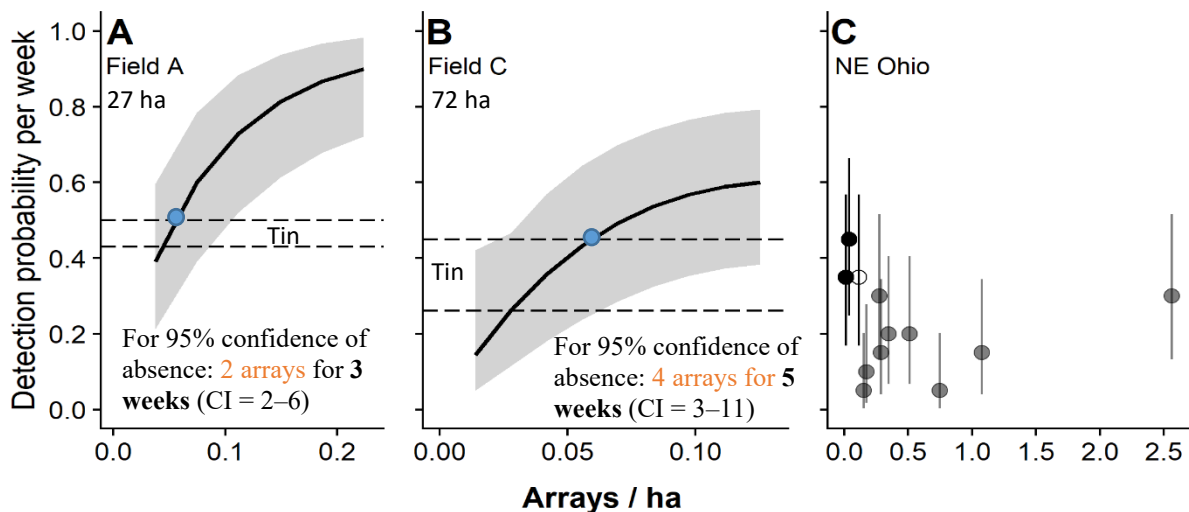 Detection probability per week
1.0
0.8
0.6
0.4
0.2
0.0
A
Field A
27 ha
Tin
For 95% confidence of
absence: 2 arrays for 3
weeks (CI = 2–6)
0.0
0.1
0.2
B
Field C
72 ha
Tin
For 95% confidence of
absence: 4 arrays for 5
weeks (CI = 3–11)
0.00
0.05
0.10
C
NE Ohio
0.0
0.5
1.0
1.5
2.0
2.5
Arrays / ha